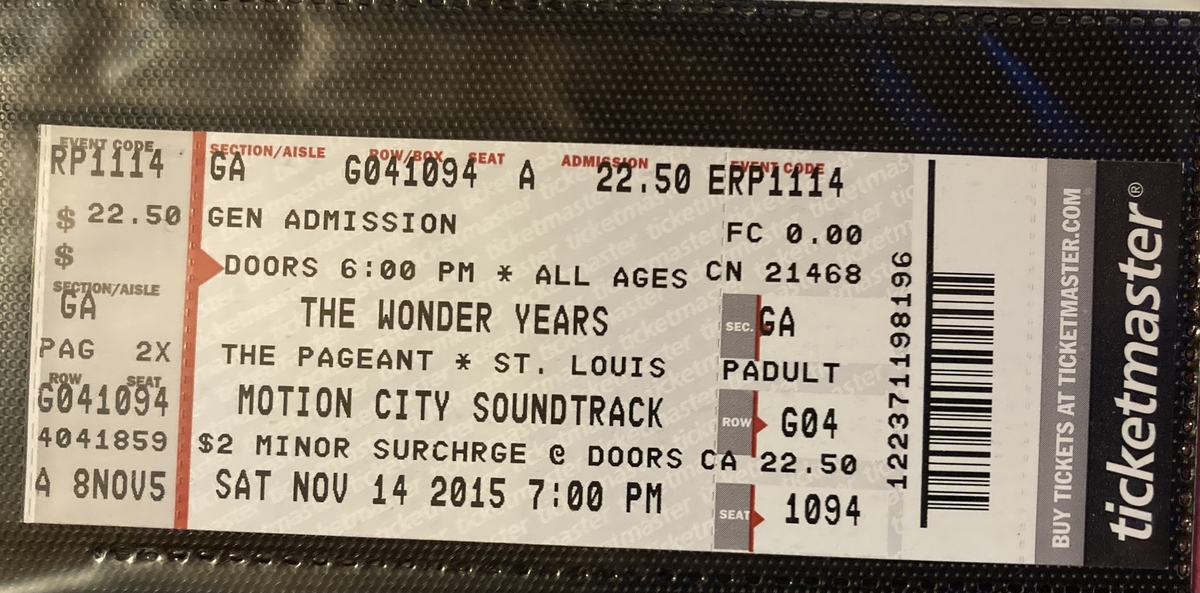 EVENT CODE
RP1114
$ 22.50
$
SECTION/AISLE
GA
PAG 2X
ROW SEAT
G041094
4041859
A 8NOV5
SECTION/AISLE ROW/BOX SEAT ADMISSION EVENT CODE
GA G041094 A 22.50 ERP1114
GEN ADMISSION FC 0.00
DOORS 6:00 PM * ALL AGES CN 21468
THE WONDER YEARS SEC. GA
THE PAGEANT * ST. LOUIS PADULT
MOTION CITY SOUNDTRACK ROW G04
$2 MINOR SURCHRGE @ DOORS CA 22.50
SAT NOV 14 2015 7:00 PM SEAT 1094
122371198196
BUY TICKETS AT TICKETMASTER.COM
ticketmaster®